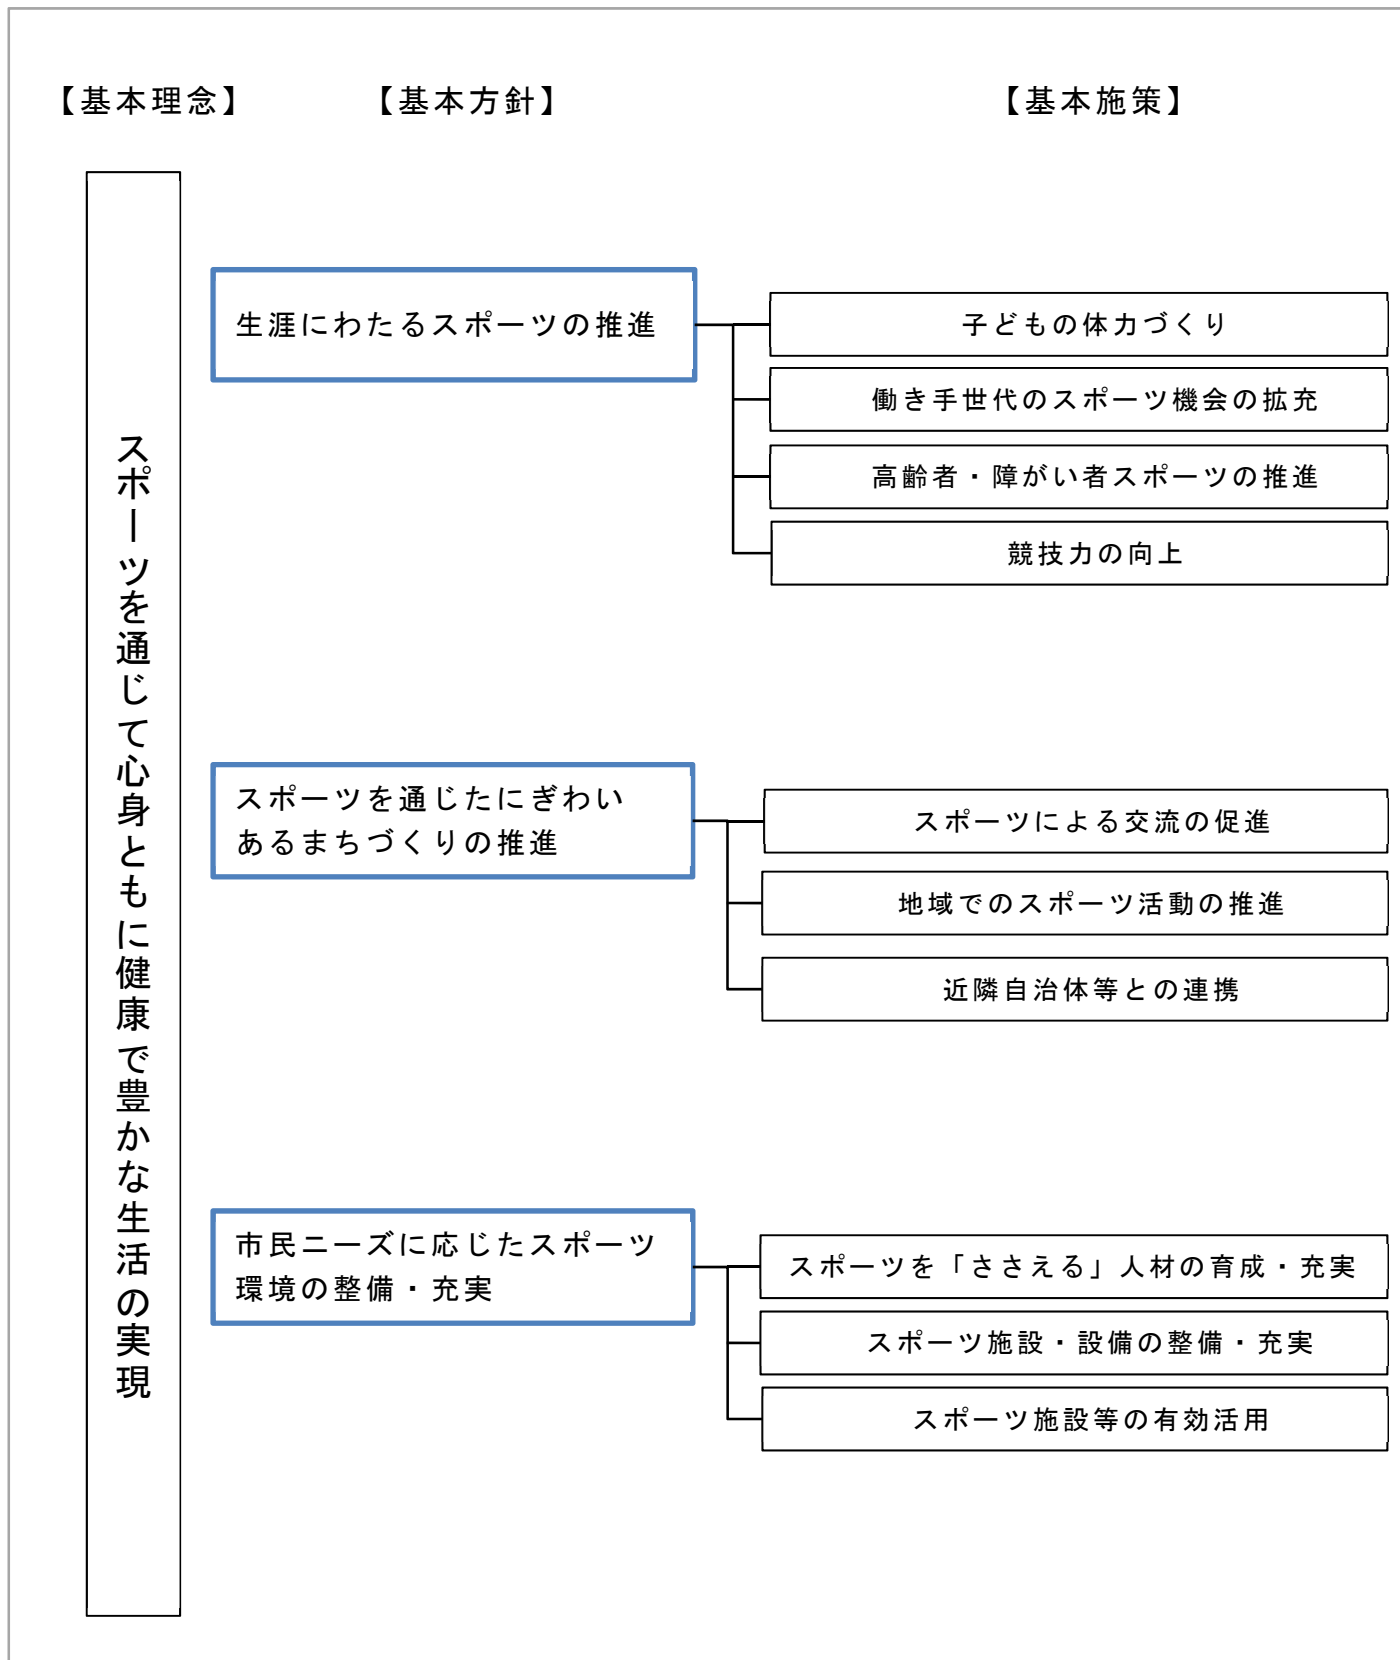 【基本理念】
【基本方針】
【基本施策】
スポーツを通じて心身ともに健康で豊かな生活の実現
生涯にわたるスポーツの推進
子どもの体力づくり
働き手世代のスポーツ機会の拡充
高齢者・障がい者スポーツの推進
競技力の向上
スポーツを通じたにぎわい
あるまちづくりの推進
スポーツによる交流の促進
地域でのスポーツ活動の推進
近隣自治体等との連携
市民ニーズに応じたスポーツ
環境の整備・充実
スポーツを「ささえる」人材の育成・充実
スポーツ施設・設備の整備・充実
スポーツ施設等の有効活用